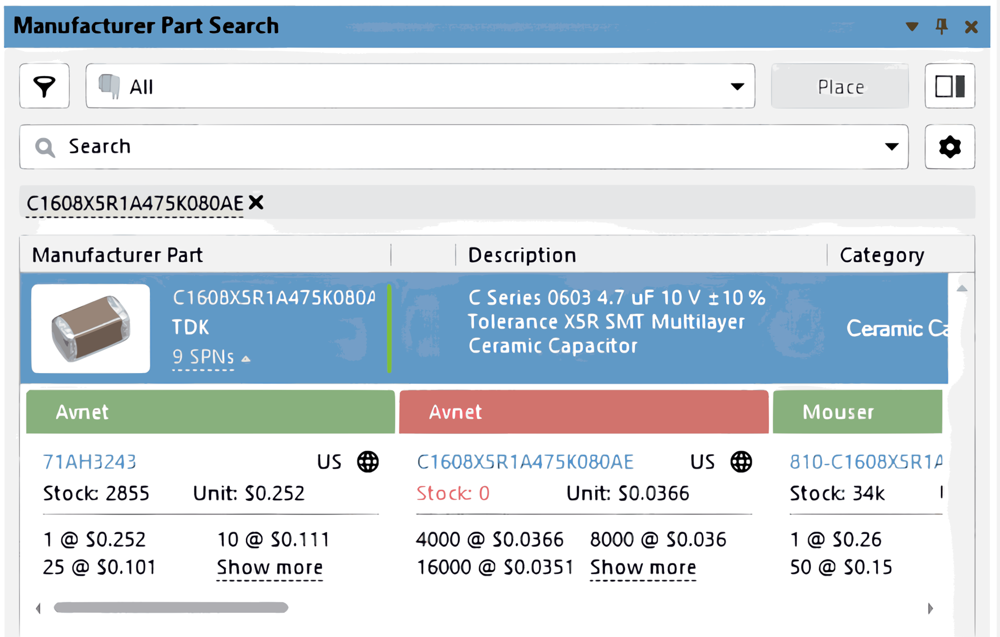 Manufacturer Part Search
All
Place
Search
C1608X5R1A475K080AE
Manufacturer Part Description Category
C1608X5R1A475K080A
TDK
9 SPNs
C Series 0603 4.7 uF 10 V ±10 %
Tolerance X5R SMT Multilayer
Ceramic Capacitor
Ceramic Ca
Avnet
71AH3243 US
Stock: 2855 Unit: $0.252
1 @ $0.252 10 @ $0.111
25 @ $0.101 Show more
Avnet
C1608X5R1A475K080AE US
Stock: 0 Unit: $0.0366
4000 @ $0.0366 8000 @ $0.036
16000 @ $0.0351 Show more
Mouser
810-C1608X5R1A
Stock: 34k
1 @ $0.26
50 @ $0.15